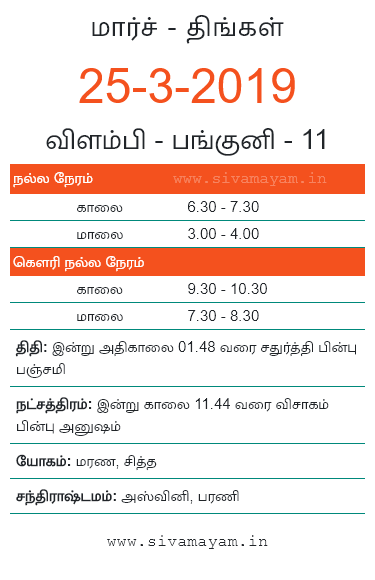 மார்ச் - திங்கள்
25-3-2019
விளம்பி - பங்குனி - 11
நல்ல நேரம் www.sivamayam.in
காலை 6.30 - 7.30
மாலை 3.00 - 4.00
கௌரி நல்ல நேரம்
காலை 9.30 - 10.30
மாலை 7.30 - 8.30
திதி: இன்று அதிகாலை 01.48 வரை சதுர்த்தி பின்பு
பஞ்சமி
நட்சத்திரம்: இன்று காலை 11.44 வரை விசாகம்
பின்பு அனுஷம்
யோகம்: மரண, சித்த
சந்திராஷ்டமம்: அஸ்வினி, பரணி
www.sivamayam.in